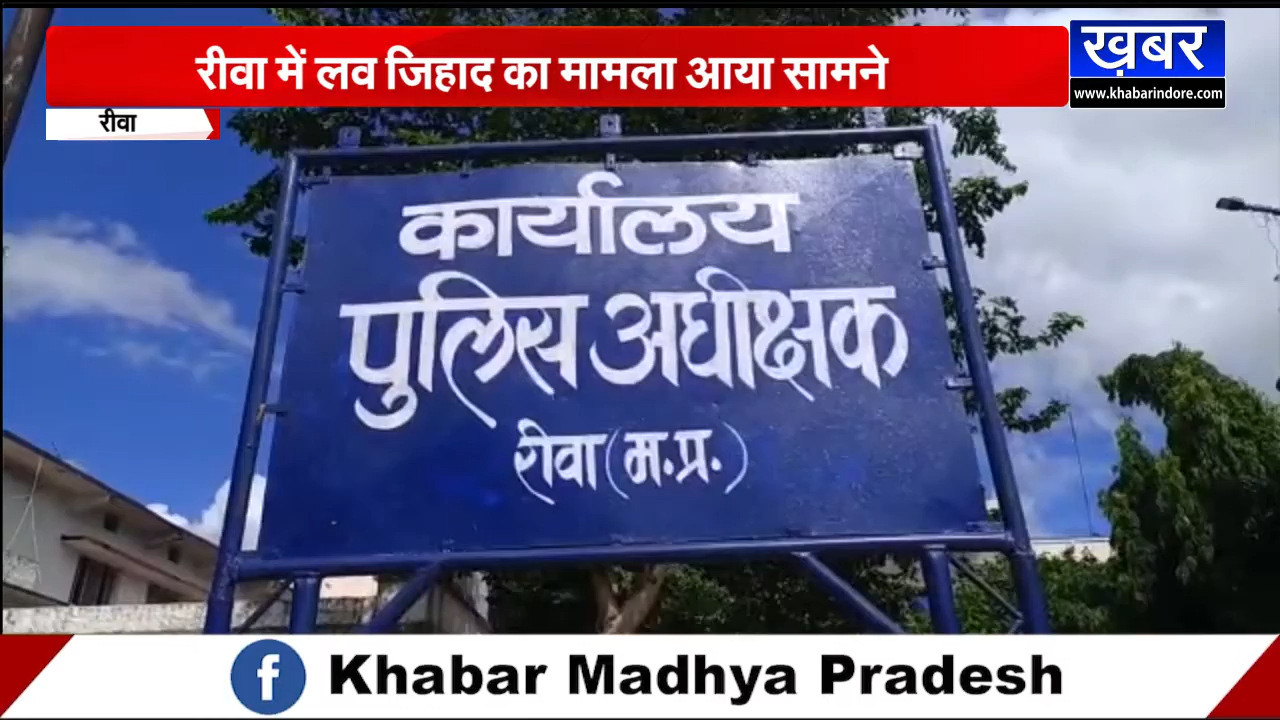 रीवा में लव जिहाद का मामला आया सामने
ख़बर
www.khabarindore.com
रीवा
कार्यालय
पुलिस अधीक्षक
रीवा (म.प्र.)
f Khabar Madhya Pradesh